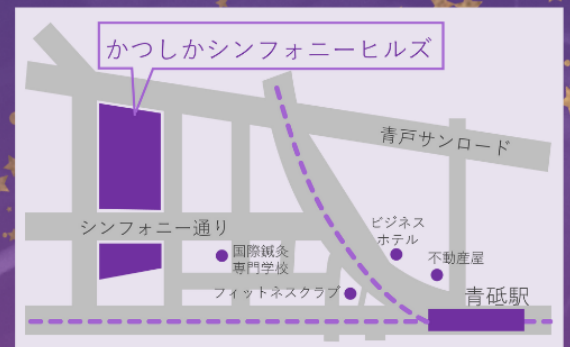 かつしかシンフォニーヒルズ
青戸サンロード
シンフォニー通り
ビジネス
ホテル
国際鍼灸
専門学校
不動産屋
フィットネスクラブ
青砥駅